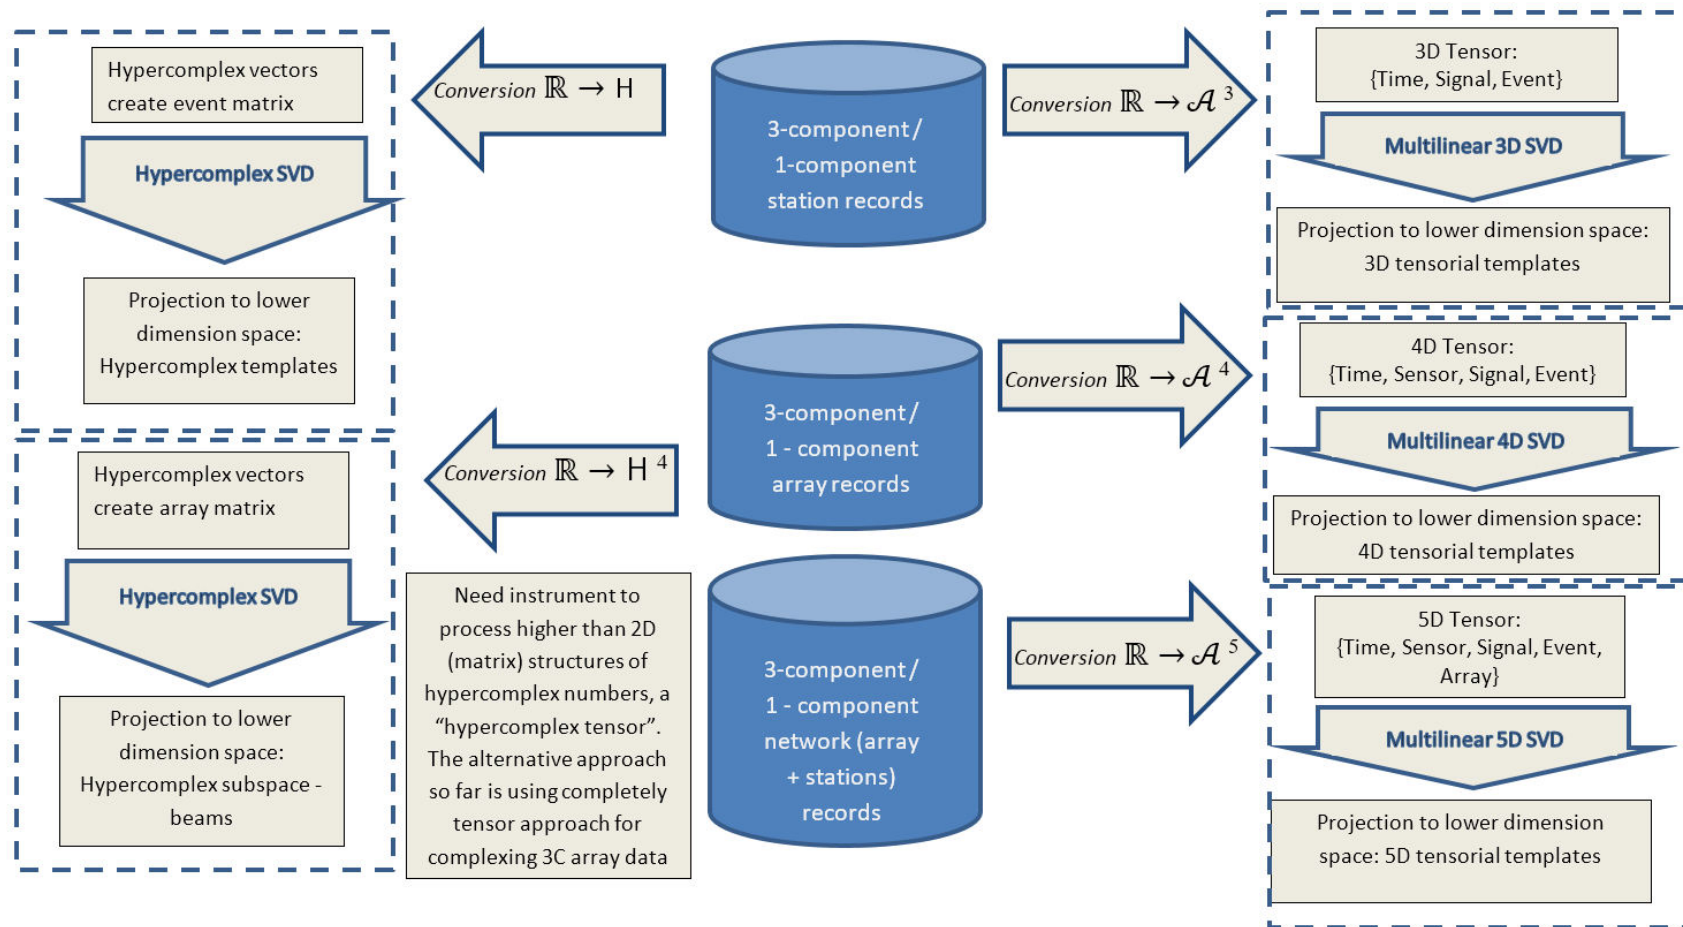 Hypercomplex vectors
create event matrix
Hypercomplex SVD
Projection to lower
dimension space:
Hypercomplex templates
Hypercomplex vectors
create array matrix
Hypercomplex SVD
Projection to lower
dimension space:
Hypercomplex subspace -
beams
Conversion ℝ → H
Conversion ℝ → H 4
Need instrument to
process higher than 2D
(matrix) structures of
hypercomplex numbers, a
“hypercomplex tensor”.
The alternative approach
so far is using completely
tensor approach for
complexing 3C array data
3-component /
1-component
station records
3-component /
1 - component
array records
3-component /
1 - component
network (array
+ stations)
records
Conversion ℝ → 𝒜 3
Conversion ℝ → 𝒜 4
Conversion ℝ → 𝒜 5
3D Tensor:
{Time, Signal, Event}
Multilinear 3D SVD
Projection to lower dimension space:
3D tensorial templates
4D Tensor:
{Time, Sensor, Signal, Event}
Multilinear 4D SVD
Projection to lower dimension space:
4D tensorial templates
5D Tensor:
{Time, Sensor, Signal, Event,
Array}
Multilinear 5D SVD
Projection to lower dimension
space: 5D tensorial templates